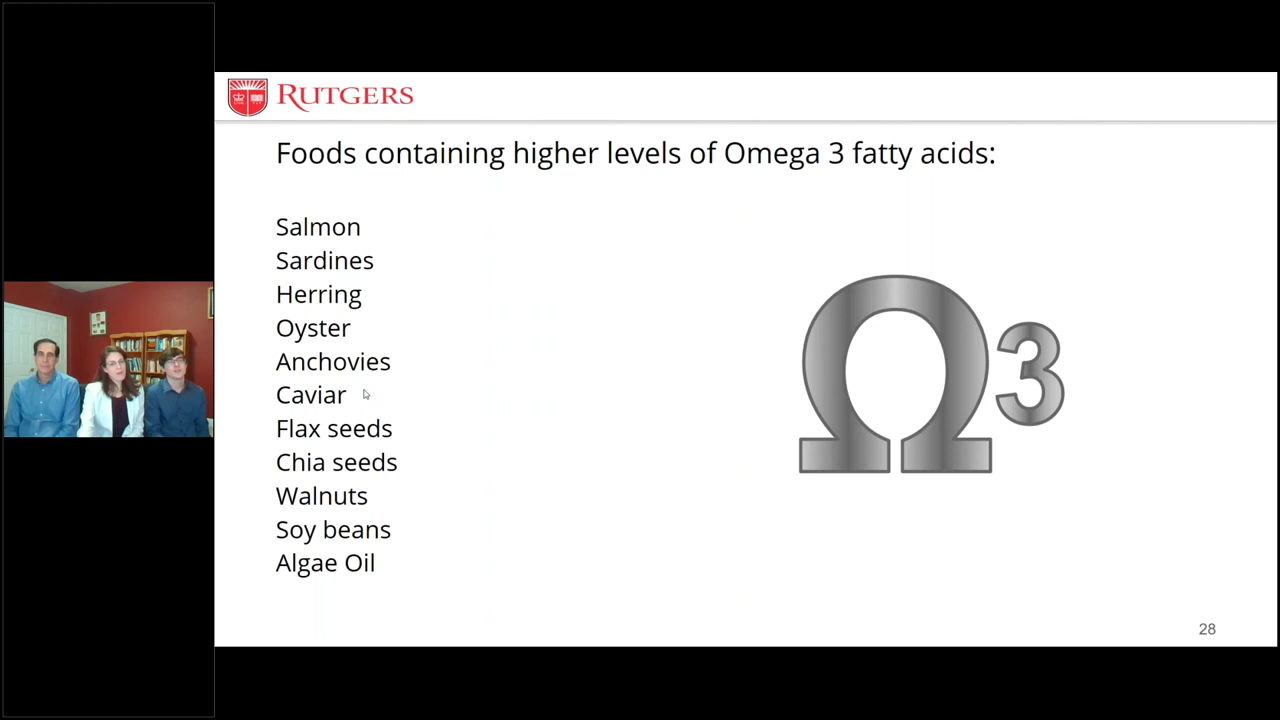 RUTGERS
Foods containing higher levels of Omega 3 fatty acids:
Salmon
Sardines
Herring
Oyster
Anchovies
Caviar
Flax seeds
Chia seeds
Walnuts
Soy beans
Algae Oil
Ω3
28